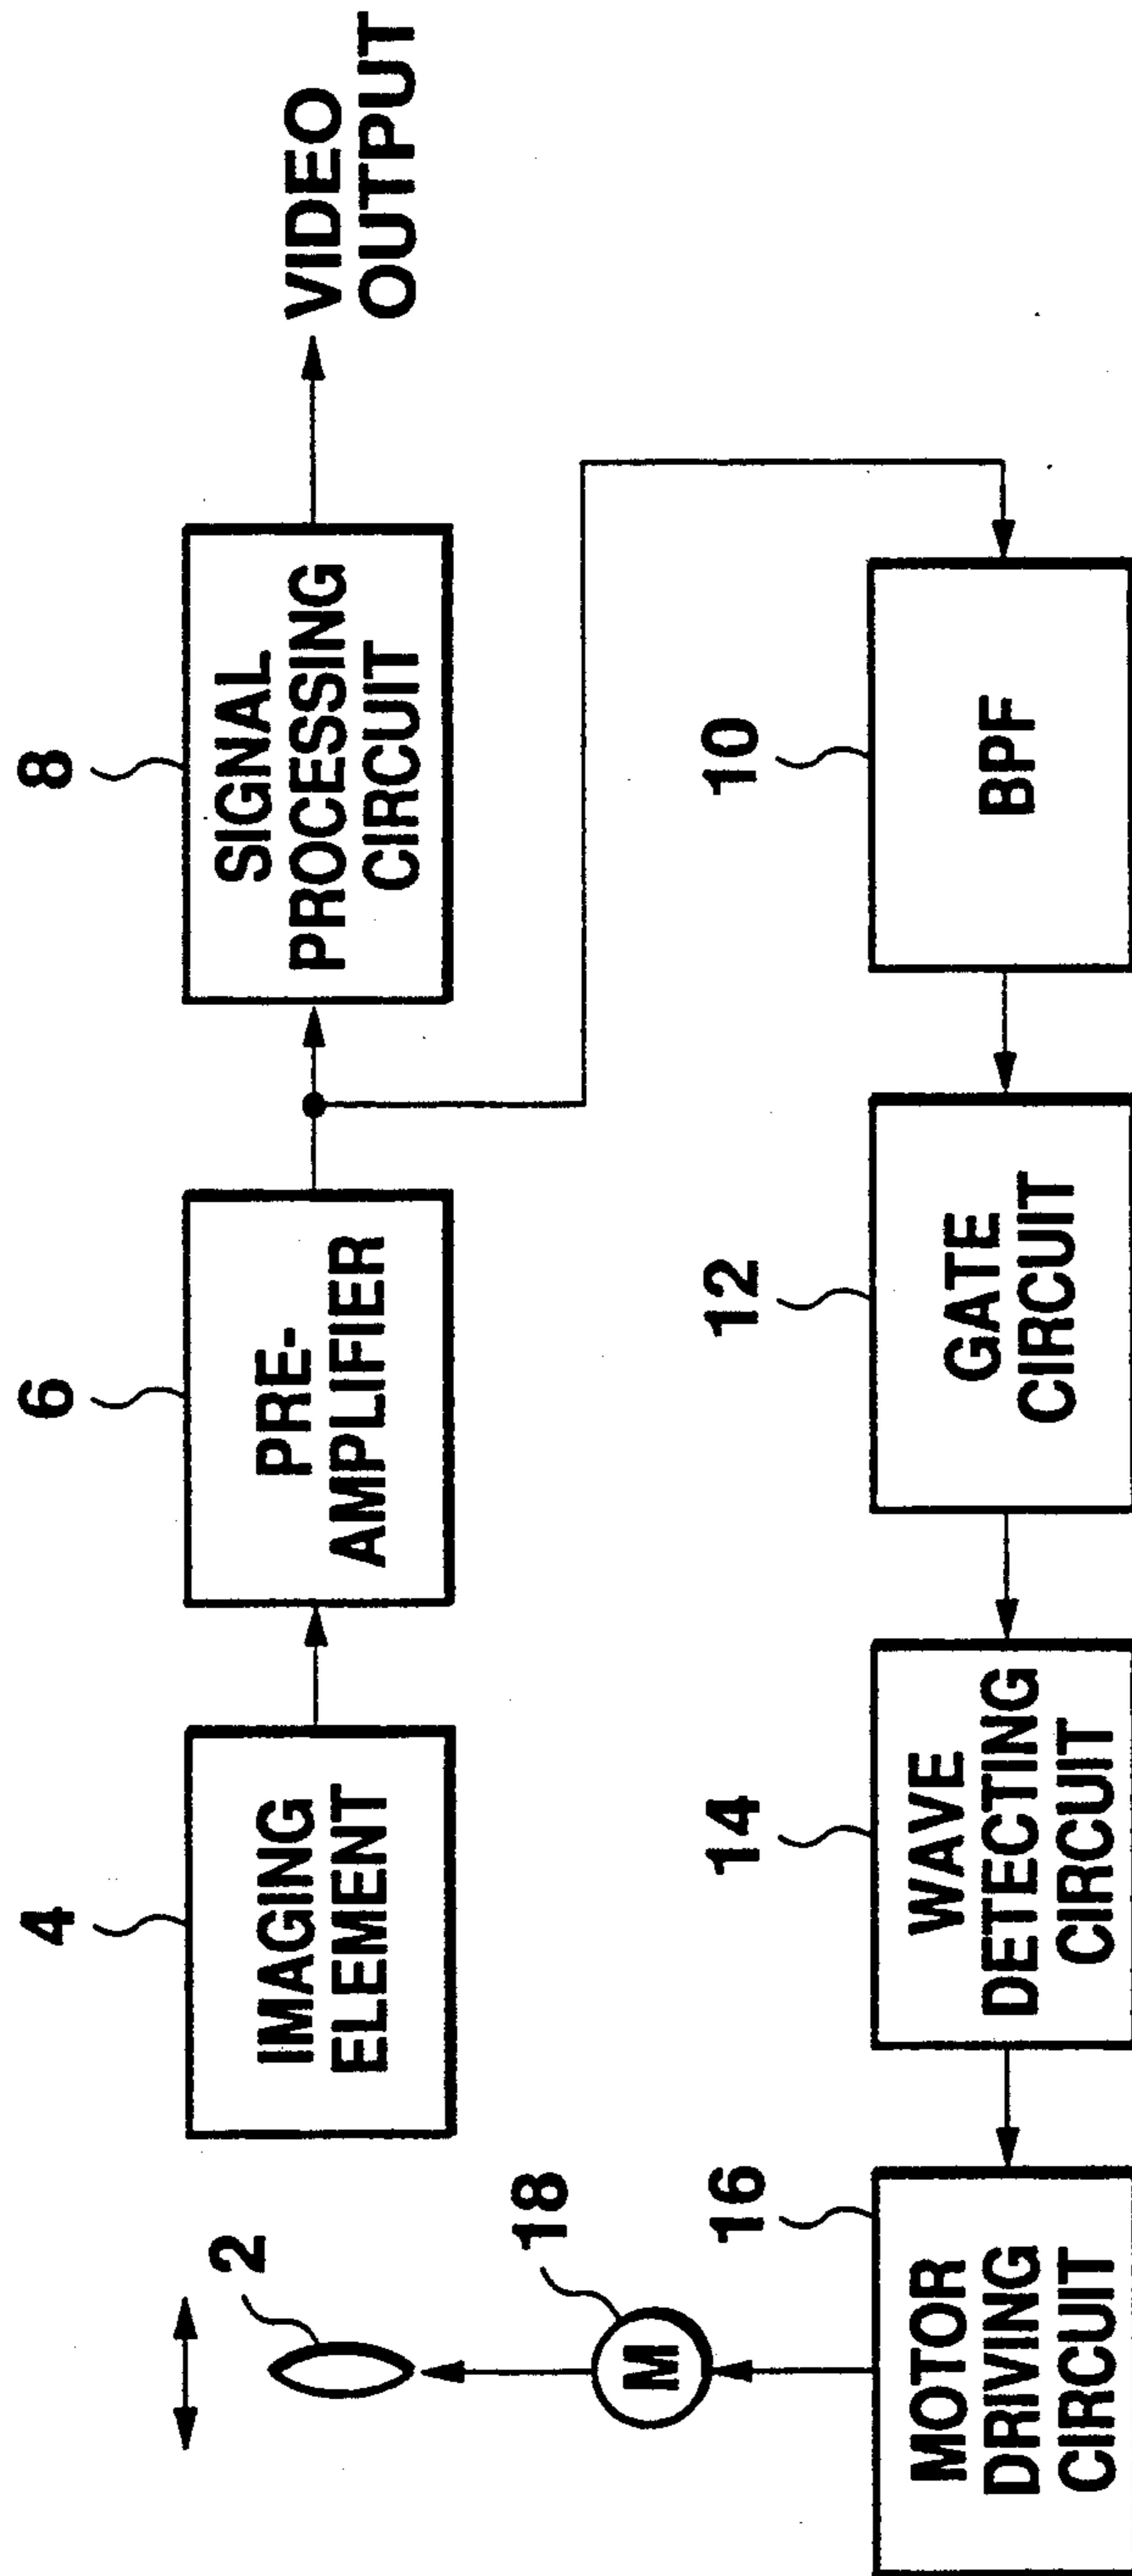 2
4
IMAGING
ELEMENT
6
PRE-
AMPLIFIER
8
SIGNAL
PROCESSING
CIRCUIT
VIDEO
OUTPUT
18
M
16
MOTOR
DRIVING
CIRCUIT
14
WAVE
DETECTING
CIRCUIT
12
GATE
CIRCUIT
10
BPF